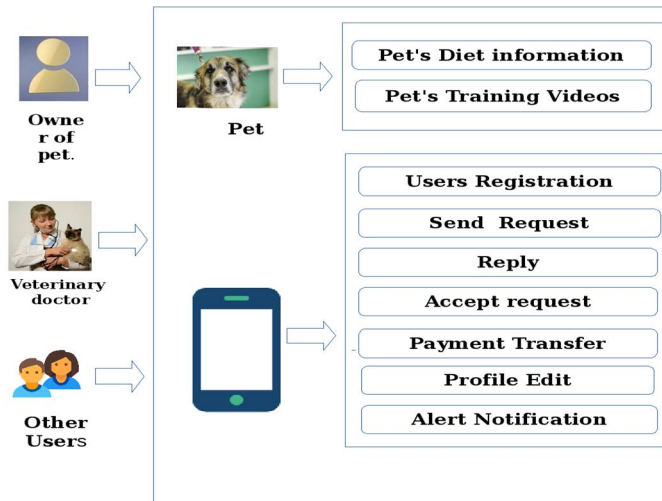 Owne
r of
pet.
Pet
Pet's Diet information
Pet's Training Videos
Veterinary
doctor
Other
Users
Users Registration
Send Request
Reply
Accept request
Payment Transfer
Profile Edit
Alert Notification